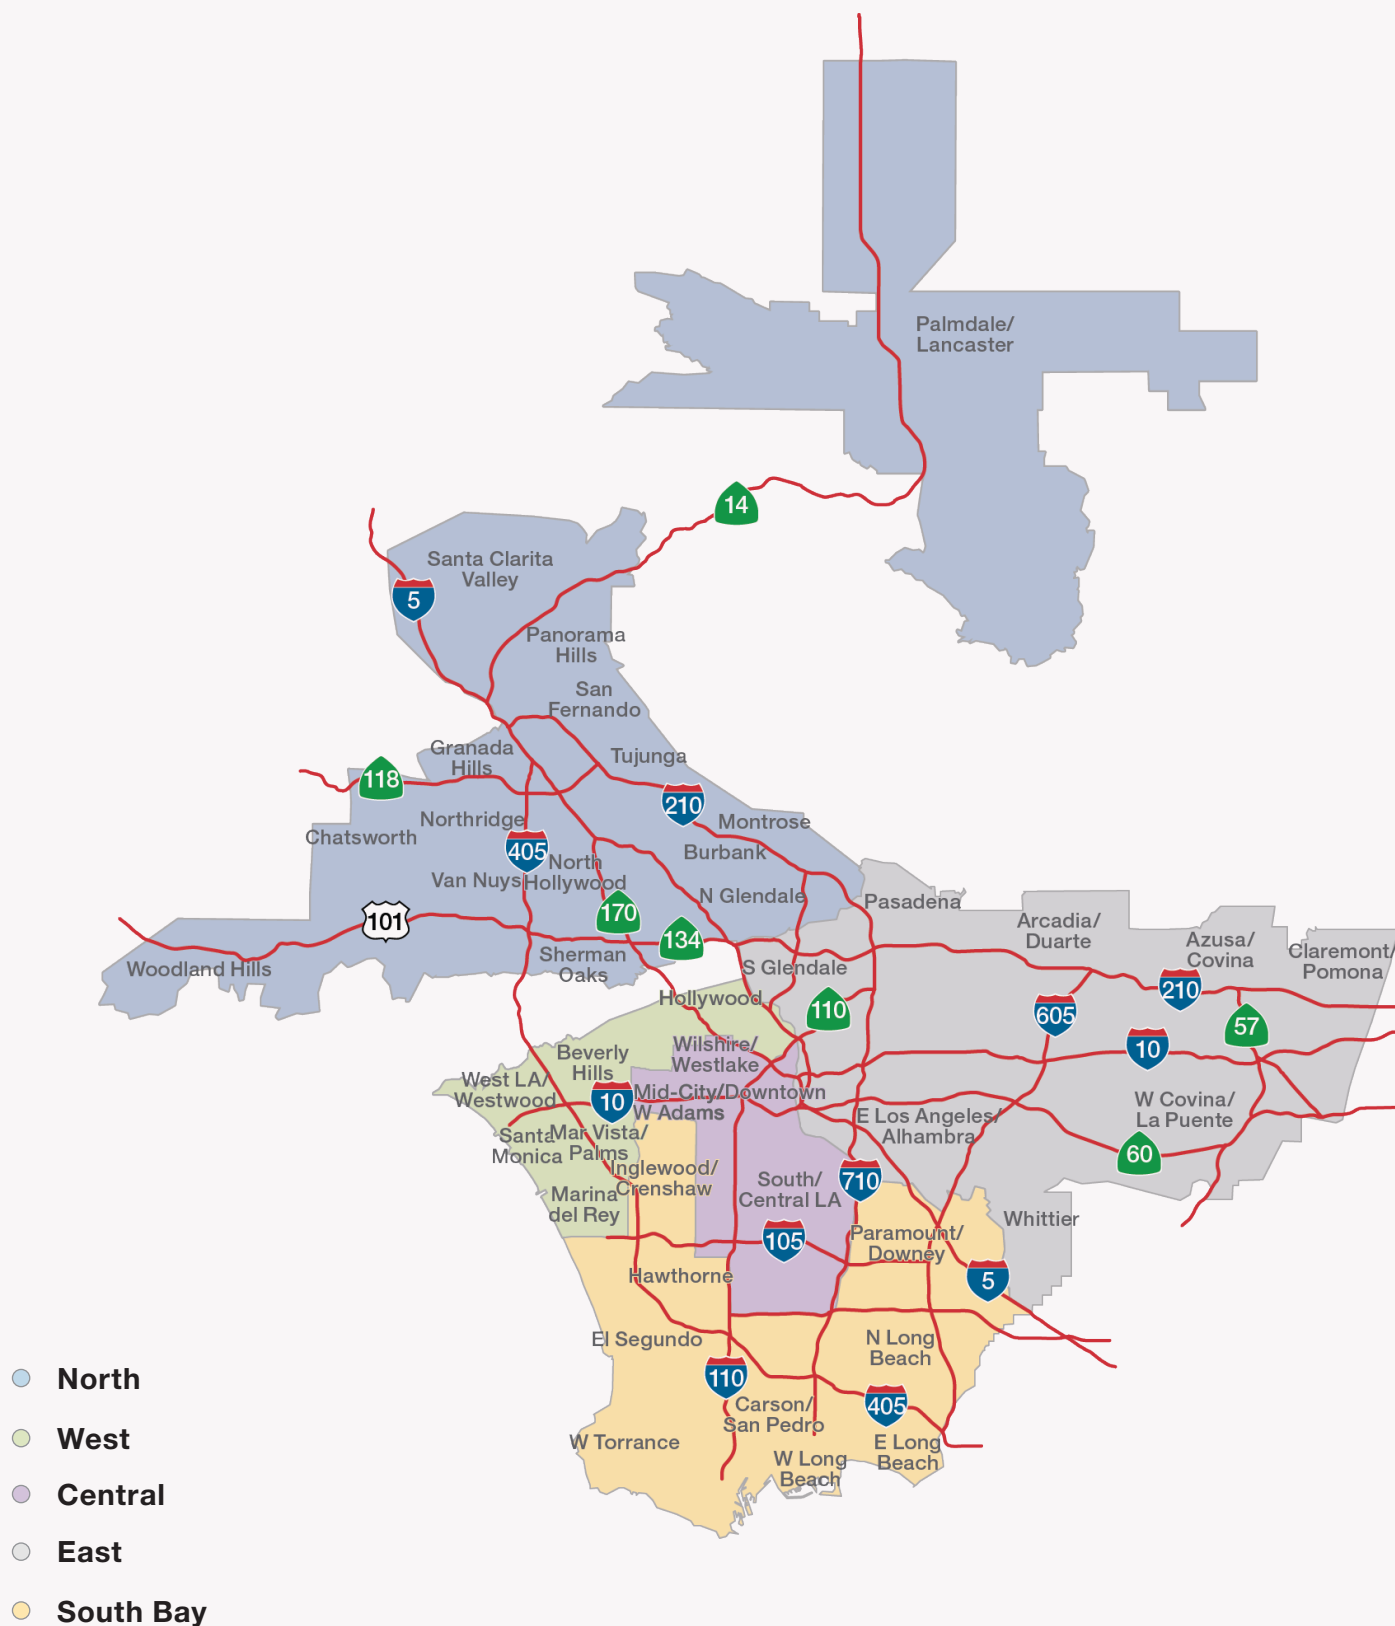 Palmdale/
Lancaster
14
Santa Clarita
Valley
5
Panorama
Hills
San
Fernando
Granada
Hills
Tujunga
118
210
Northridge
Montrose
Chatsworth
405
Burbank
North
Hollywood
Van Nuys
N Glendale
Pasadena
101
170
134
Arcadia/
Duarte
Azusa/
Covina
Claremont/
Pomona
Woodland Hills
Sherman
Oaks
S Glendale
Hollywood
110
210
605
57
10
Wilshire/
Westlake
Beverly
Hills
West LA/
Westwood
10
Mid-City/Downtown
W Adams
W Covina/
La Puente
E Los Angeles/
Alhambra
Santa
Monica
Mar Vista/
Palms
60
Inglewood/
Crenshaw
South/
Central LA
710
Marina
del Rey
Whittier
105
Paramount/
Downey
Hawthorne
5
El Segundo
N Long
Beach
110
405
Carson/
San Pedro
W Torrance
E Long
Beach
W Long
Beach
North
West
Central
East
South Bay